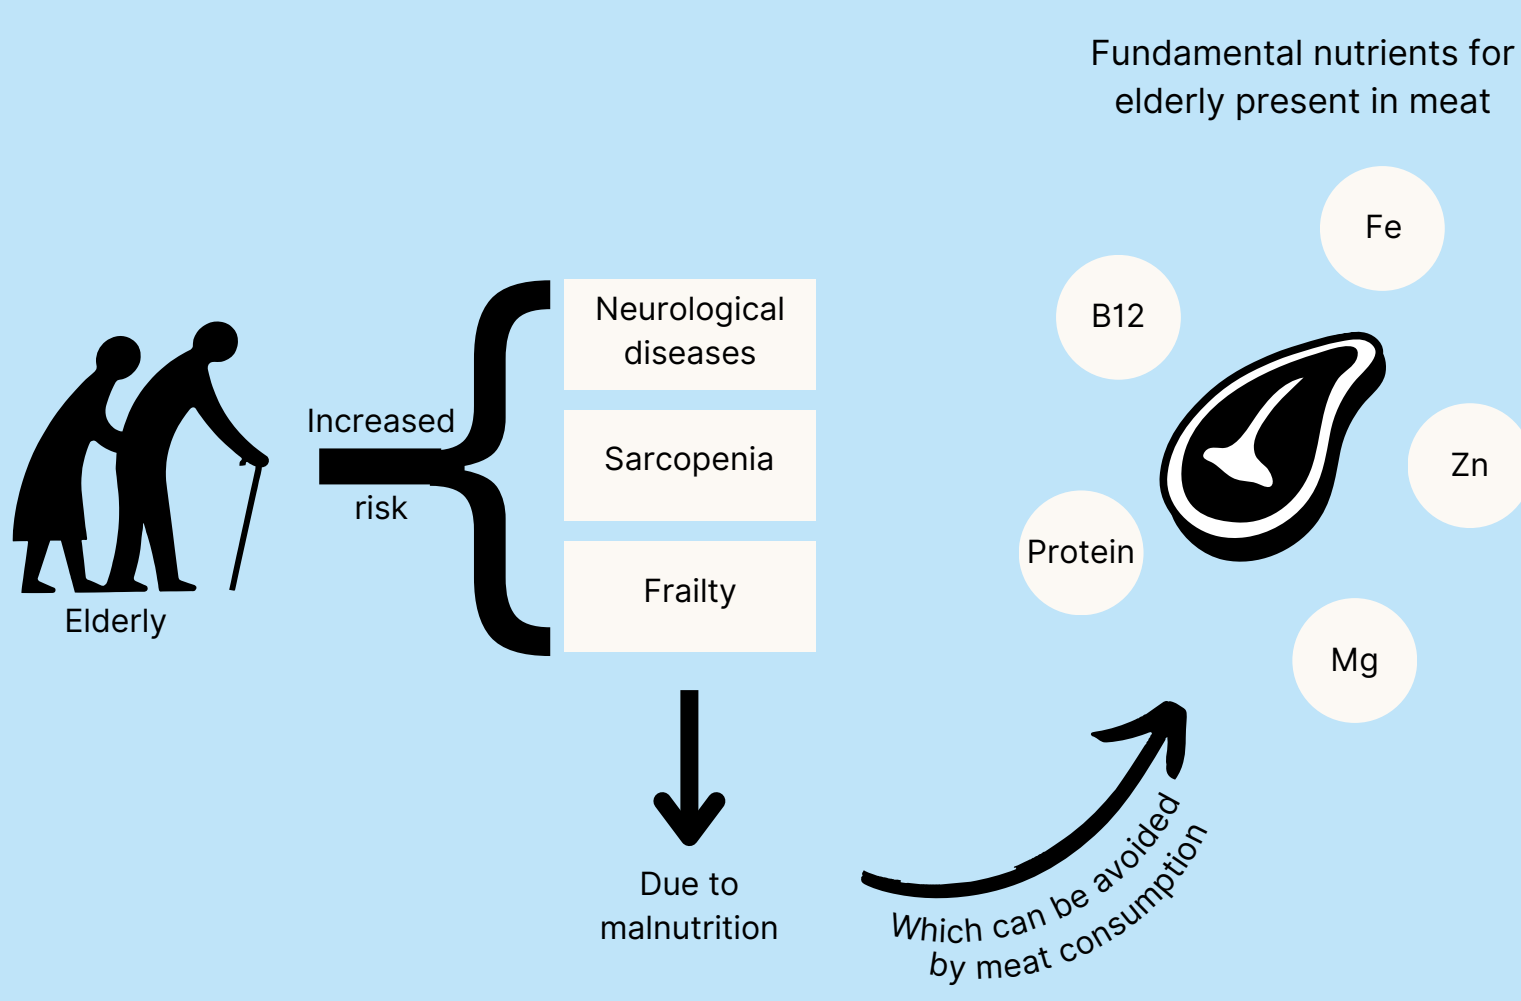 Fundamental nutrients for
elderly present in meat
Fe
B12
Neurological
diseases
Increased
risk
Sarcopenia
Zn
Protein
Frailty
Elderly
Mg
Due to
malnutrition
Which can be avoided
by meat consumption